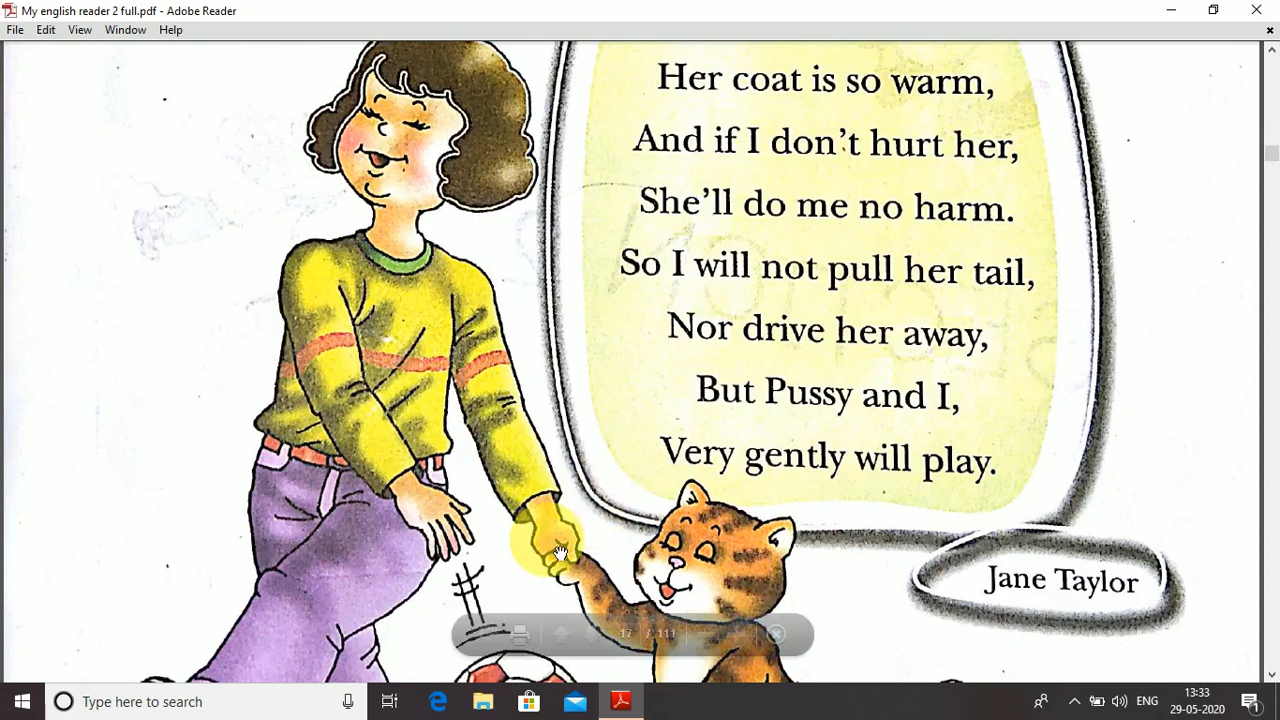 My english reader 2 full.pdf - Adobe Reader
File Edit View Window Help
Her coat is so warm,
And if I don't hurt her,
She'll do me no harm.
So I will not pull her tail,
Nor drive her away,
But Pussy and I,
Very gently will play.
Jane Taylor
17 / 111
Type here to search
ENG
13:33
29-05-2020
1